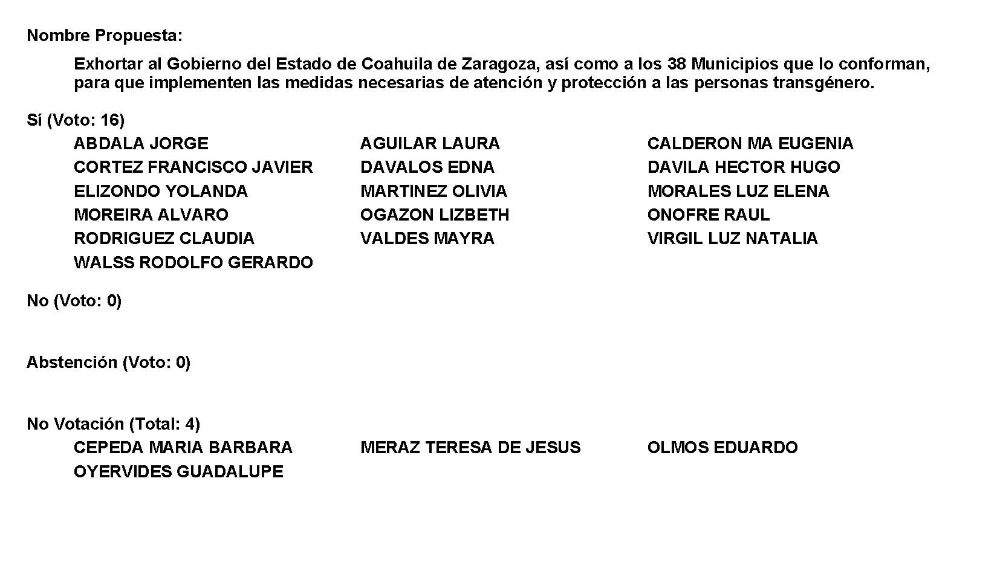 Nombre Propuesta:
Exhortar al Gobierno del Estado de Coahuila de Zaragoza, así como a los 38 Municipios que lo conforman,
para que implementen las medidas necesarias de atención y protección a las personas transgénero.
Sí (Voto: 16)
ABDALA JORGE AGUILAR LAURA CALDERON MA EUGENIA
CORTEZ FRANCISCO JAVIER DAVALOS EDNA DAVILA HECTOR HUGO
ELIZONDO YOLANDA MARTINEZ OLIVIA MORALES LUZ ELENA
MOREIRA ALVARO OGAZON LIZBETH ONOFRE RAUL
RODRIGUEZ CLAUDIA VALDES MAYRA VIRGIL LUZ NATALIA
WALSS RODOLFO GERARDO
No (Voto: 0)
Abstención (Voto: 0)
No Votación (Total: 4)
CEPEDA MARIA BARBARA MERAZ TERESA DE JESUS OLMOS EDUARDO
OYERVIDES GUADALUPE